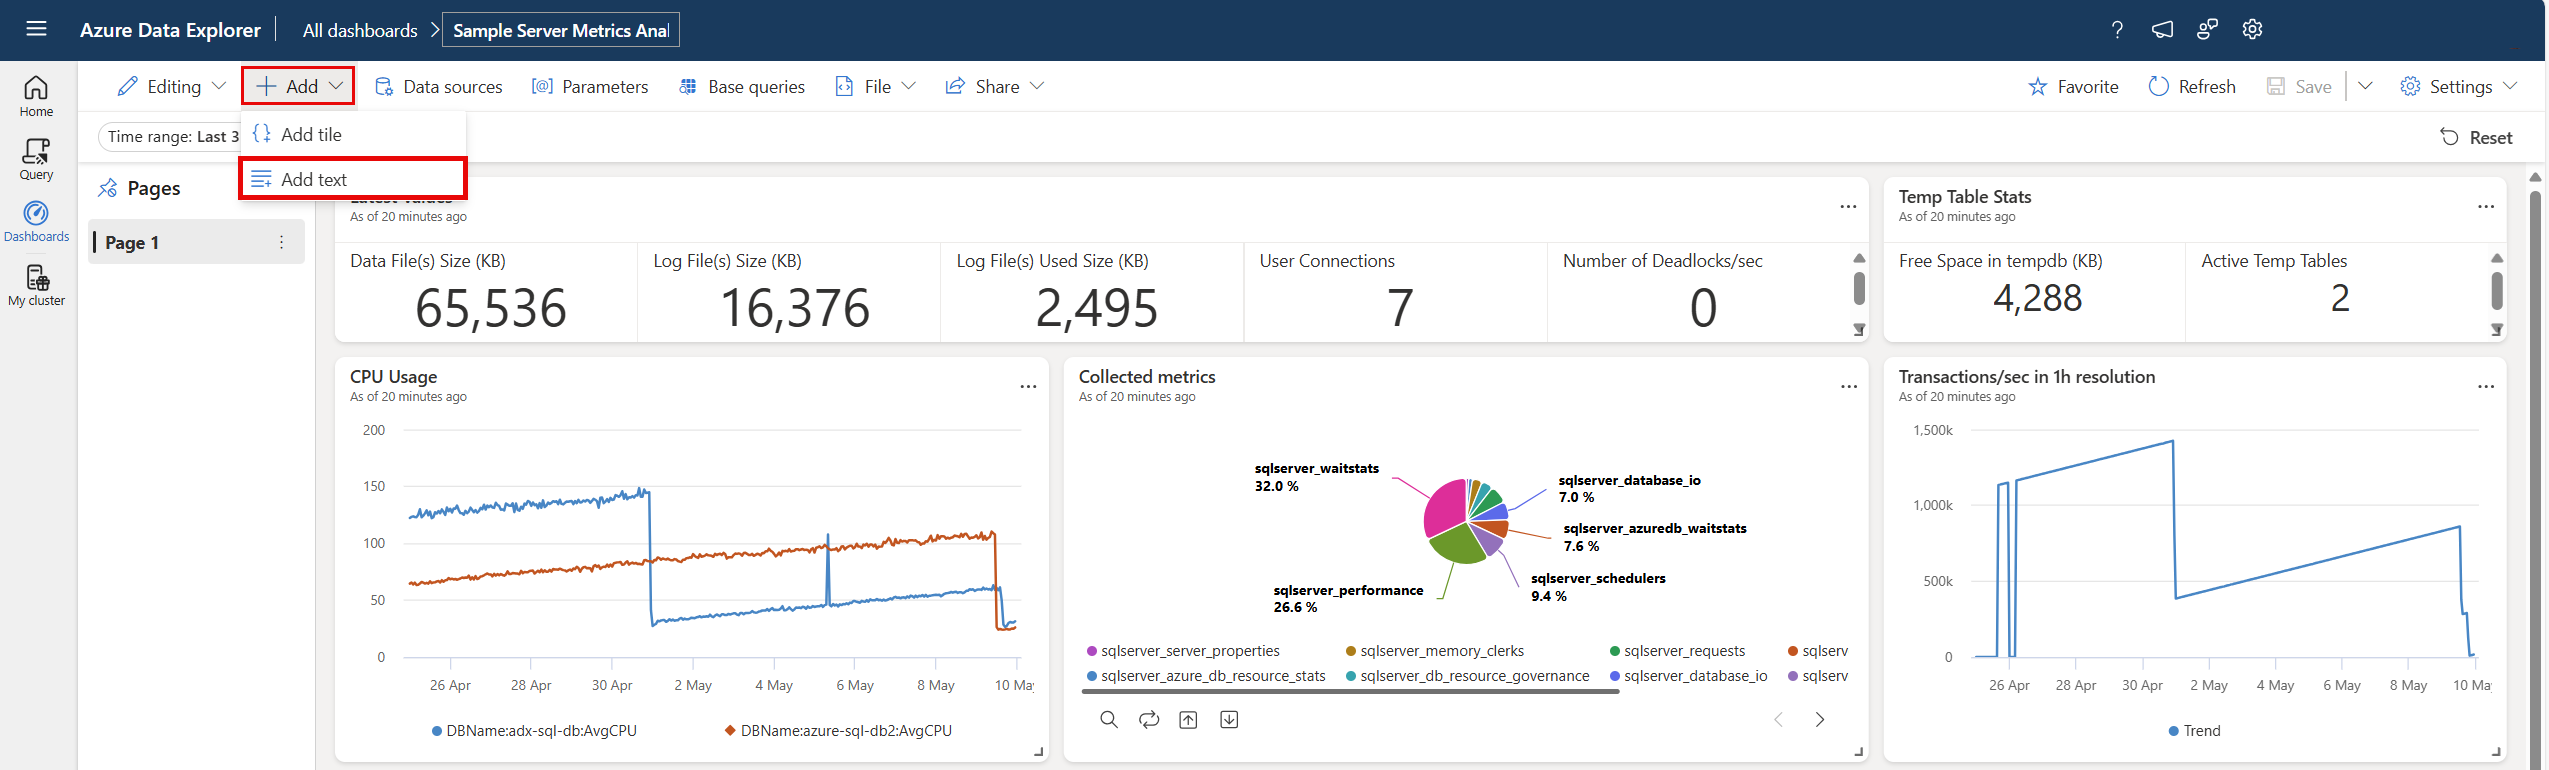 Azure Data Explorer
All dashboards
Sample Server Metrics Anal
Home
Query
Dashboards
My cluster
Editing
Add
Data sources
Parameters
Base queries
File
Share
Favorite
Refresh
Save
Settings
Time range: Last 3
Add tile
Add text
Reset
Pages
Page 1
Latest Values
As of 20 minutes ago
Data File(s) Size (KB)
65,536
Log File(s) Size (KB)
16,376
Log File(s) Used Size (KB)
2,495
User Connections
7
Number of Deadlocks/sec
0
Temp Table Stats
As of 20 minutes ago
Free Space in tempdb (KB)
4,288
Active Temp Tables
2
CPU Usage
As of 20 minutes ago
200
150
100
50
0
26 Apr
28 Apr
30 Apr
2 May
4 May
6 May
8 May
10 May
DBName:adx-sql-db:AvgCPU
DBName:azure-sql-db2:AvgCPU
Collected metrics
As of 20 minutes ago
sqlserver_waitstats
32.0 %
sqlserver_database_io
7.0 %
sqlserver_azuredb_waitstats
7.6 %
sqlserver_schedulers
9.4 %
sqlserver_performance
26.6 %
sqlserver_server_properties
sqlserver_memory_clerks
sqlserver_requests
sqlserv
sqlserver_azure_db_resource_stats
sqlserver_db_resource_governance
sqlserver_database_io
sqlserv
Transactions/sec in 1h resolution
As of 20 minutes ago
1,500k
1,000k
500k
0
26 Apr
28 Apr
30 Apr
2 May
4 May
6 May
8 May
10 Ma
Trend